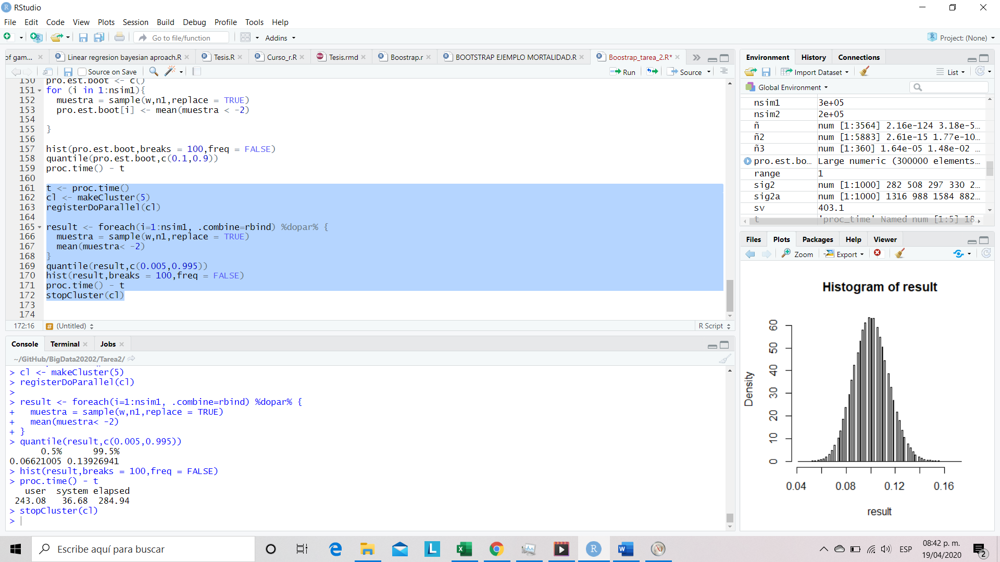 RStudio
File Edit Code View Plots Session Build Debug Profile Tools Help
Go to file/function Addins
Project: (None)
of gam... Linear regresion bayesian aproach.R Tesis.R Curso_r.R Tesis.rmd Boostrap.r BOOTSTRAP EJEMPLO MORTALIDAD.R Boostrap_tarea_2.R*
Source on Save Run Source
150 pro.est.boot <- c()
151 for (i in 1:nsim1){
152 muestra = sample(w,n1,replace = TRUE)
153 pro.est.boot[i] <- mean(muestra < -2)
154
155 }
156
157 hist(pro.est.boot,breaks = 100,freq = FALSE)
158 quantile(pro.est.boot,c(0.1,0.9))
159 proc.time() - t
160
161 t <- proc.time()
162 cl <- makeCluster(5)
163 registerDoParallel(cl)
164
165 result <- foreach(i=1:nsim1, .combine=rbind) %dopar% {
166 muestra = sample(w,n1,replace = TRUE)
167 mean(muestra< -2)
168 }
169 quantile(result,c(0.005,0.995))
170 hist(result,breaks = 100,freq = FALSE)
171 proc.time() - t
172 stopCluster(cl)
173
174
172:16 # (Untitled) R Script
Console Terminal Jobs
~/GitHub/BigData20202/Tarea2/
> cl <- makeCluster(5)
> registerDoParallel(cl)
>
> result <- foreach(i=1:nsim1, .combine=rbind) %dopar% {
+ muestra = sample(w,n1,replace = TRUE)
+ mean(muestra< -2)
+ }
> quantile(result,c(0.005,0.995))
0.5% 99.5%
0.06621005 0.13926941
> hist(result,breaks = 100,freq = FALSE)
> proc.time() - t
user system elapsed
243.08 36.68 284.94
> stopCluster(cl)
>
Environment History Connections
Import Dataset List
Global Environment
nsim1 3e+05
nsim2 2e+05
ñ num [1:3564] 2.16e-124 3.18e-5...
ñ2 num [1:5883] 2.61e-15 1.77e-10...
ñ3 num [1:360] 1.64e-05 1.48e-02 ...
pro.est.bo... Large numeric (300000 elements...
range 1
sig2 num [1:1000] 282 508 297 330 2...
sig2a num [1:1000] 1316 988 1584 882...
sv 403.1
t 'proc_time' Named num [1:5] 18...
Files Plots Packages Help Viewer
Zoom Export
Histogram of result
Density
0 10 20 30 40 50 60
0.04 0.08 0.12 0.16
result
Escribe aquí para buscar
ESP
08:42 p. m.
19/04/2020
2